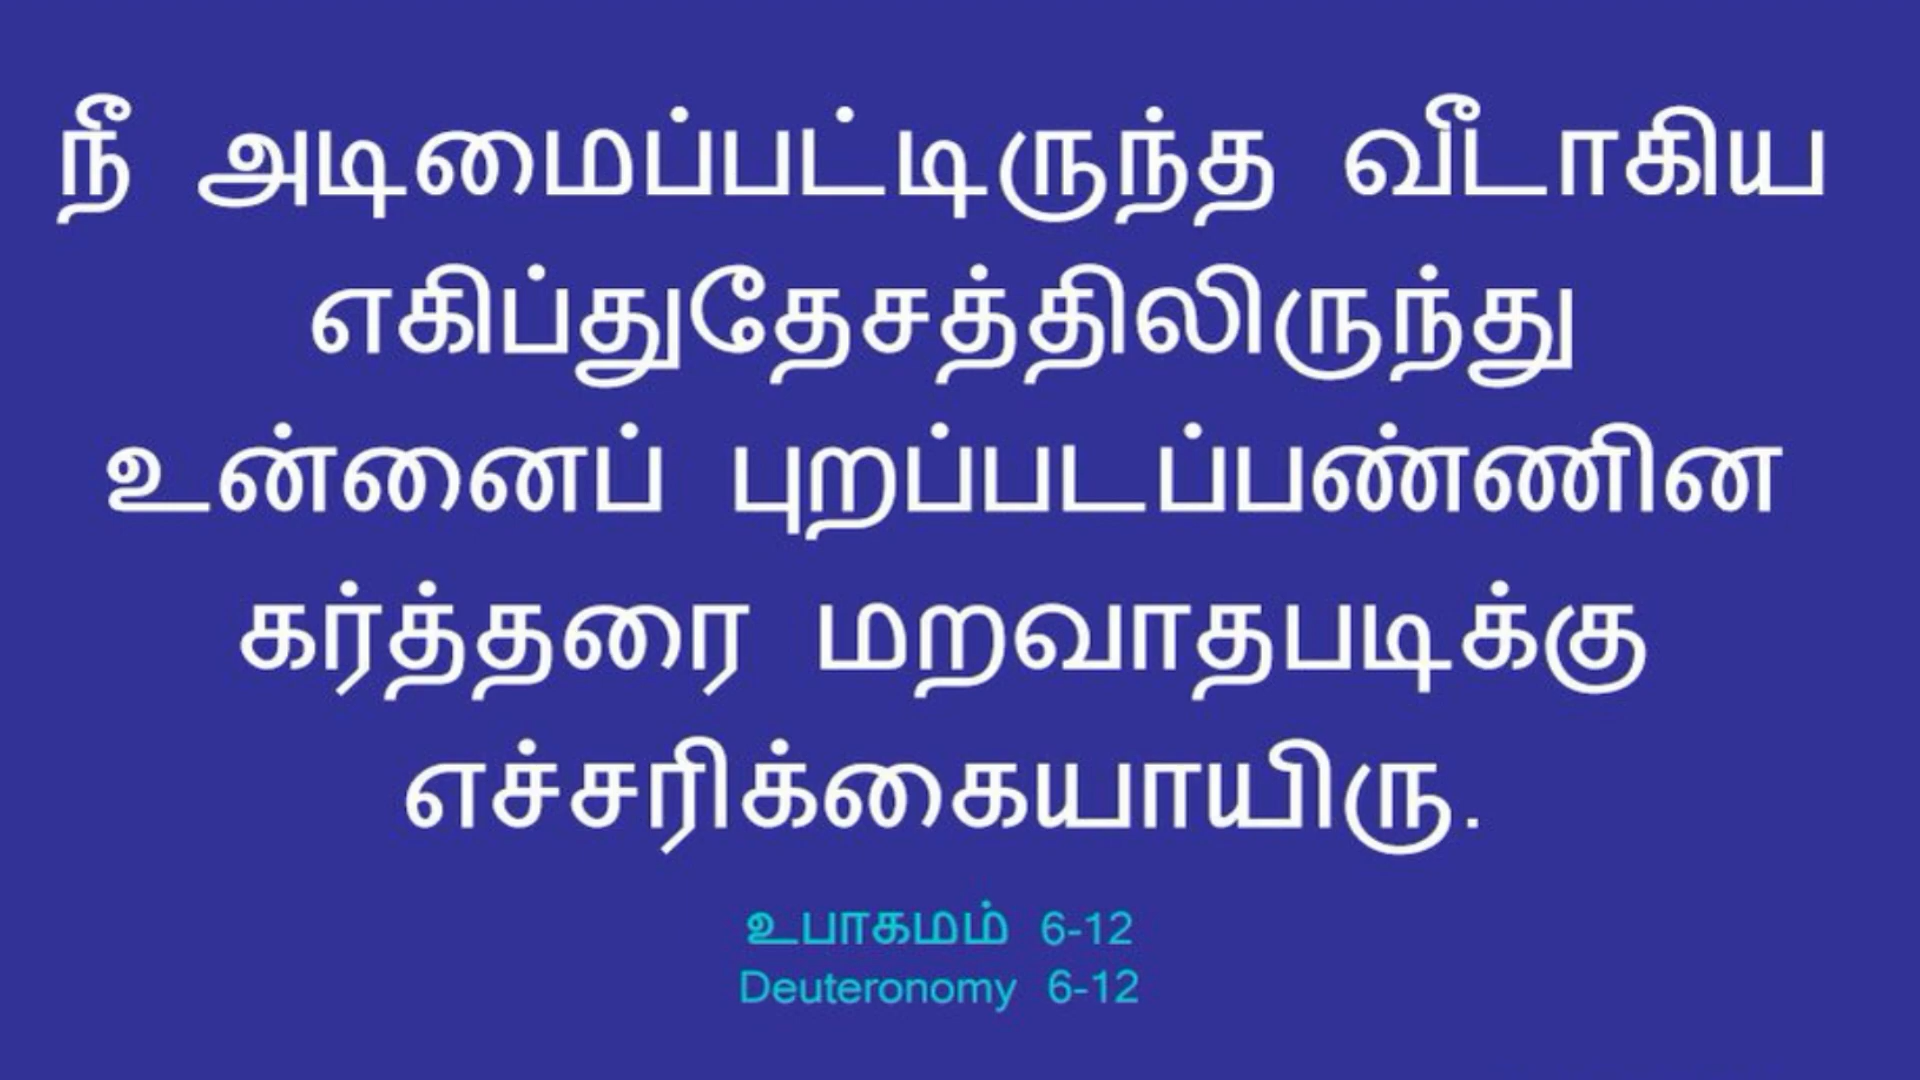 நீ அடிமைப்பட்டிருந்த வீடாகிய
எகிப்துதேசத்திலிருந்து
உன்னைப் புறப்படப்பண்ணின
கர்த்தரை மறவாதபடிக்கு
எச்சரிக்கையாயிரு.
உபாகமம் 6-12
Deuteronomy 6-12